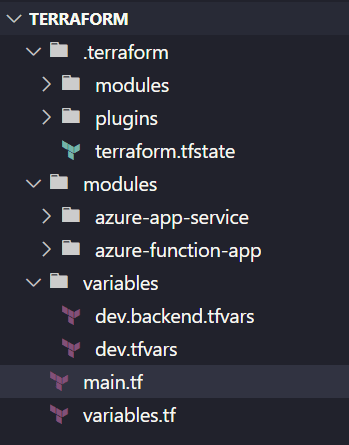 TERRAFORM
.terraform
modules
plugins
terraform.tfstate
modules
azure-app-service
azure-function-app
variables
dev.backend.tfvars
dev.tfvars
main.tf
variables.tf